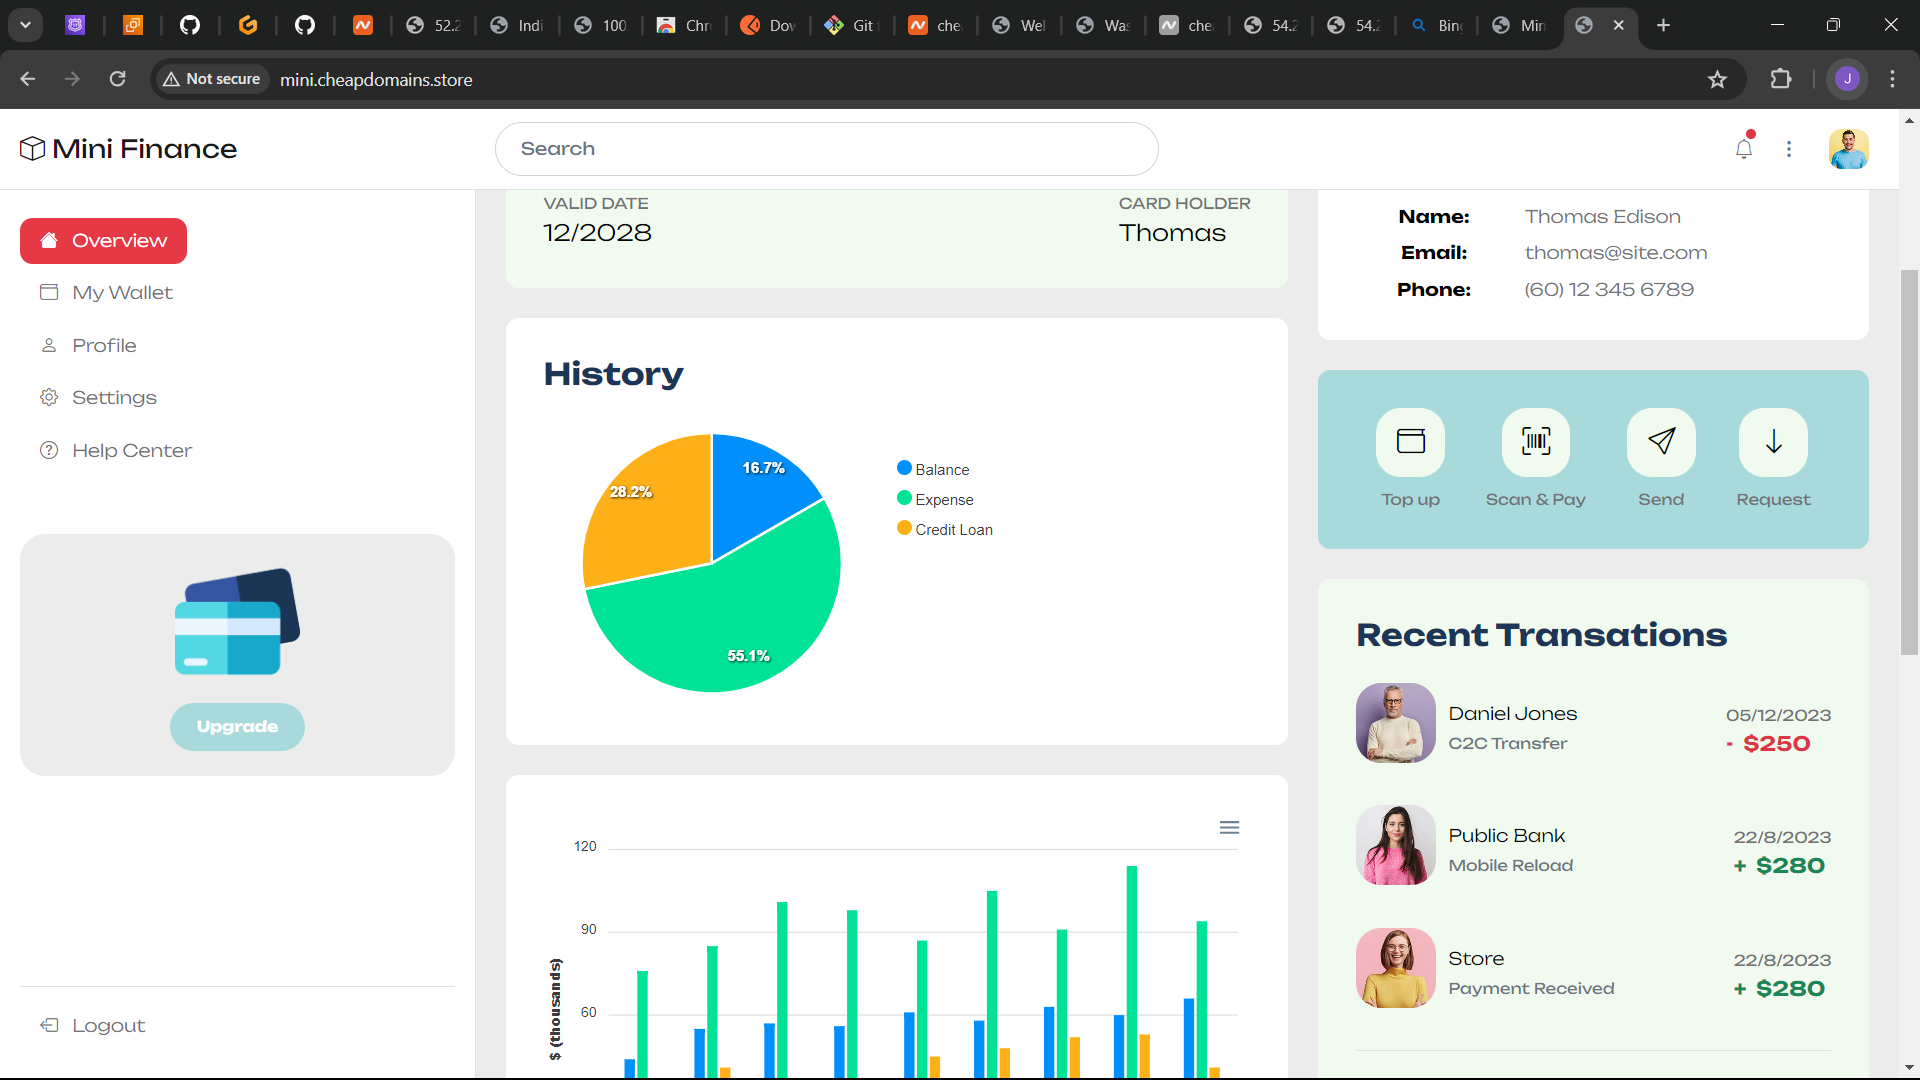 52.2
Indi
100
Chr
Dov
Git
che
Wel
Was
che
54.2
54.2
Bing
Min
Not secure
mini.cheapdomains.store
J
Mini Finance
Search
Overview
My Wallet
Profile
Settings
Help Center
Upgrade
Logout
VALID DATE
CARD HOLDER
12/2028
Thomas
History
16.7%
28.2%
55.1%
Balance
Expense
Credit Loan
120
90
60
$ (thousands)
Name: Thomas Edison
Email: thomas@site.com
Phone: (60) 12 345 6789
Top up
Scan & Pay
Send
Request
Recent Transations
Daniel Jones 05/12/2023
C2C Transfer - $250
Public Bank 22/8/2023
Mobile Reload + $280
Store 22/8/2023
Payment Received + $280